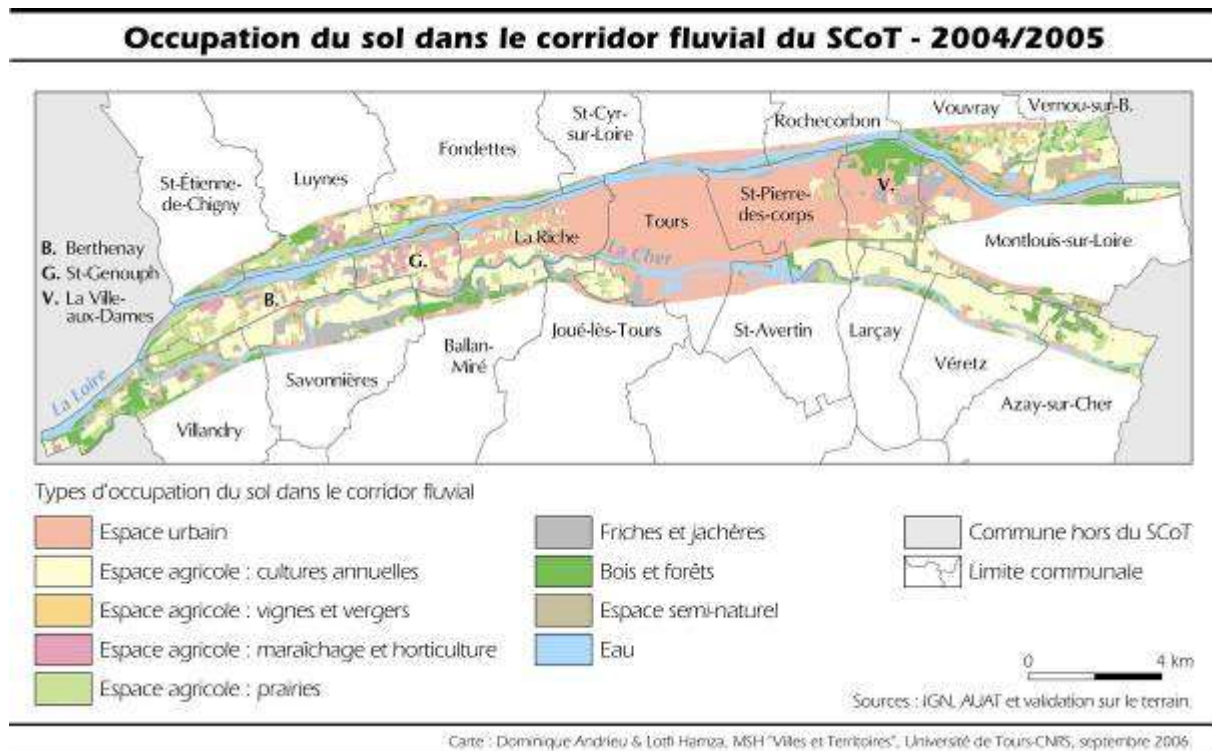 Occupation du sol dans le corridor fluvial du SCoT - 2004/2005
St-Étienne-
de-Chigny
Luynes
Fondettes
St-Cyr-
sur-Loire
Rochecorbon
Vouvray
Vernou-sur-B.
B. Berthenay
G. St-Genouph
V. La Ville-
aux-Dames
B.
G.
La Riche
Tours
St-Pierre-
des-corps
V.
Montlouis-sur-Loire
La Cher
La Loire
Villandry
Savonnières
Ballan-
Miré
Joué-lès-Tours
St-Avertin
Larçay
Véretz
Azay-sur-Cher
Types d'occupation du sol dans le corridor fluvial
Espace urbain
Espace agricole : cultures annuelles
Espace agricole : vignes et vergers
Espace agricole : maraîchage et horticulture
Espace agricole : prairies
Friches et jachères
Bois et forêts
Espace semi-naturel
Eau
Commune hors du SCoT
Limite communale
0 4 km
Sources : IGN, AUAT et validation sur le terrain.
Carte : Dominique Andrieu & Lotfi Hamza, MSH "Villes et Territoires", Université de Tours-CNRS, septembre 2006.